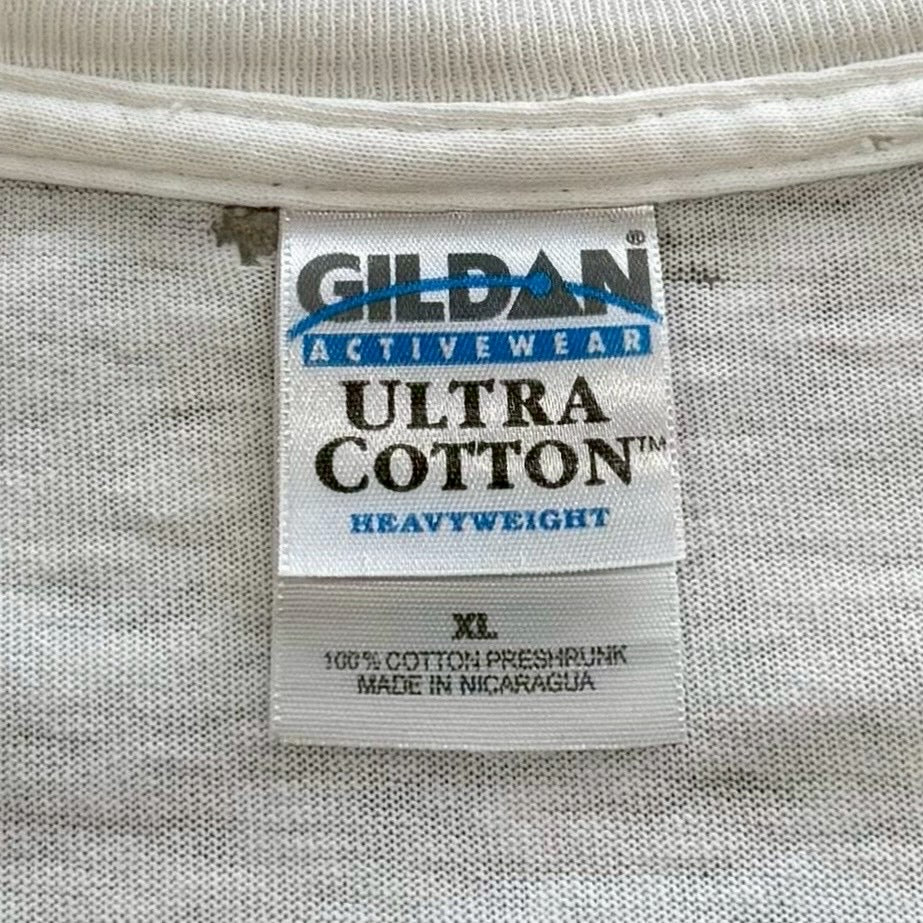 GILDAN®
ACTIVEWEAR
ULTRA
COTTON™
HEAVYWEIGHT
XL
100% COTTON PRESHRUNK
MADE IN NICARAGUA